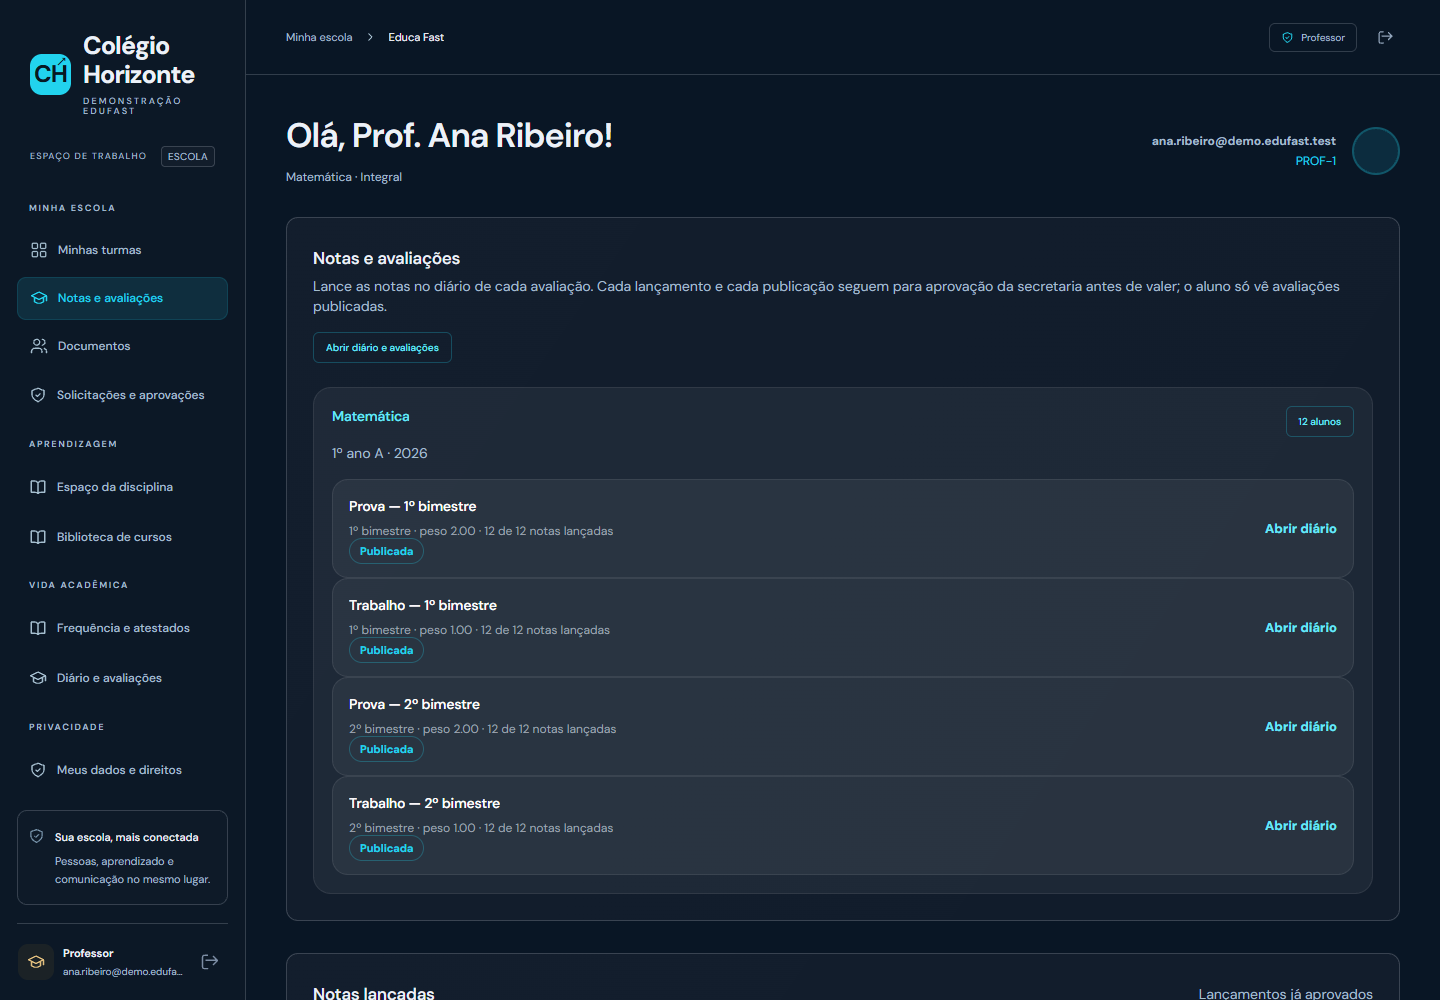 CH
Colégio
Horizonte
DEMONSTRAÇÃO
EDUFAST
ESPAÇO DE TRABALHO
ESCOLA
MINHA ESCOLA
Minhas turmas
Notas e avaliações
Documentos
Solicitações e aprovações
APRENDIZAGEM
Espaço da disciplina
Biblioteca de cursos
VIDA ACADÊMICA
Frequência e atestados
Diário e avaliações
PRIVACIDADE
Meus dados e direitos
Sua escola, mais conectada
Pessoas, aprendizado e
comunicação no mesmo lugar.
Professor
ana.ribeiro@demo.edufa...
Minha escola > Educa Fast
Professor
Olá, Prof. Ana Ribeiro!
Matemática · Integral
ana.ribeiro@demo.edufast.test
PROF-1
Notas e avaliações
Lance as notas no diário de cada avaliação. Cada lançamento e cada publicação seguem para aprovação da secretaria antes de valer; o aluno só vê avaliações
publicadas.
Abrir diário e avaliações
Matemática
12 alunos
1º ano A · 2026
Prova — 1º bimestre
1º bimestre · peso 2.00 · 12 de 12 notas lançadas
Publicada
Abrir diário
Trabalho — 1º bimestre
1º bimestre · peso 1.00 · 12 de 12 notas lançadas
Publicada
Abrir diário
Prova — 2º bimestre
2º bimestre · peso 2.00 · 12 de 12 notas lançadas
Publicada
Abrir diário
Trabalho — 2º bimestre
2º bimestre · peso 1.00 · 12 de 12 notas lançadas
Publicada
Abrir diário
Notas lançadas
Lançamentos já aprovados